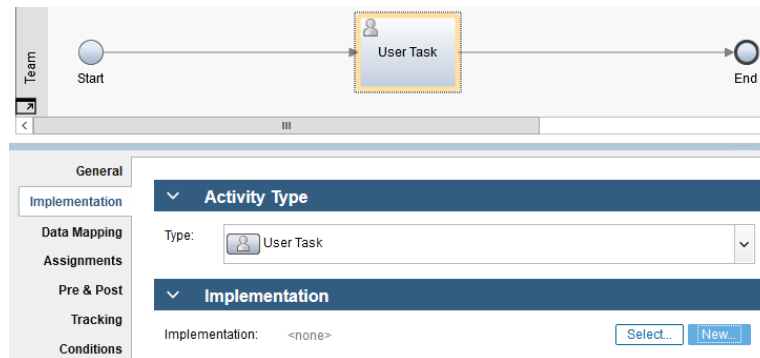 Team
User Task
Start
End
General
Implementation
Data Mapping
Assignments
Pre & Post
Tracking
Conditions
Activity Type
Type: User Task
Implementation
Implementation: <none> Select... New...